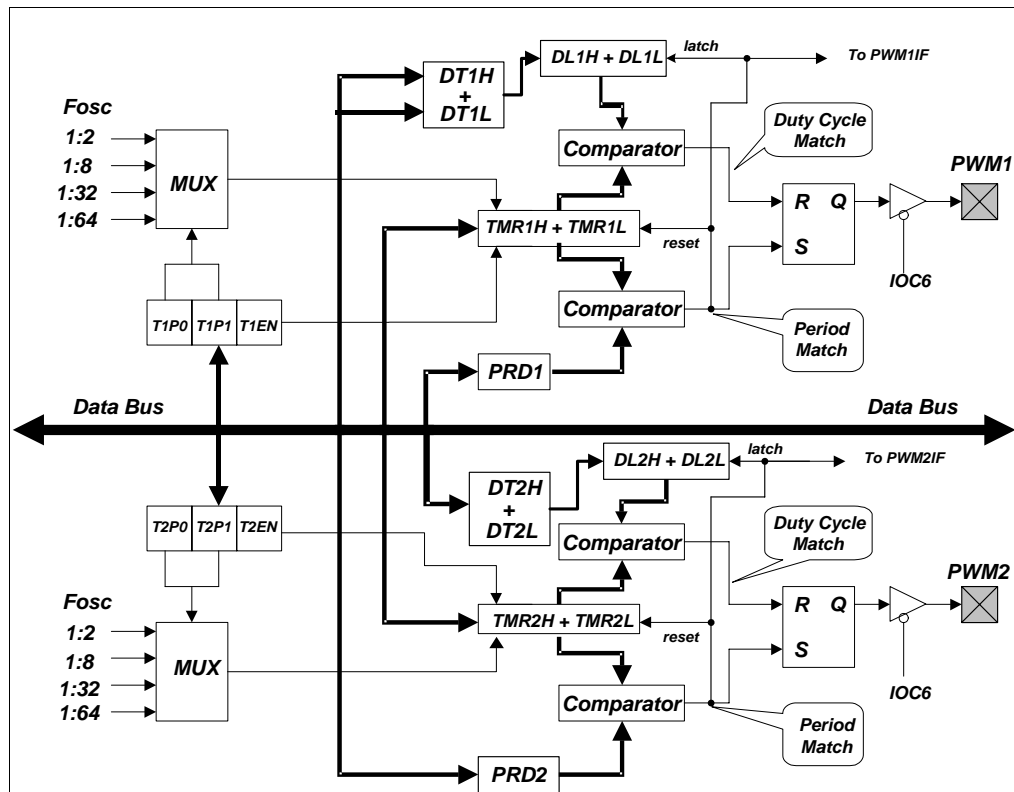 DL1H + DL1L
latch
To PWM1IF
DT1H
+
DT1L
Fosc
1:2
1:8
1:32
1:64
MUX
Comparator
Duty Cycle
Match
PWM1
TMR1H + TMR1L
reset
R Q
S
IOC6
Comparator
T1P0 T1P1 T1EN
Period
Match
PRD1
Data Bus
Data Bus
DL2H + DL2L
latch
To PWM2IF
DT2H
+
DT2L
T2P0 T2P1 T2EN
Comparator
Duty Cycle
Match
PWM2
Fosc
1:2
1:8
1:32
1:64
MUX
TMR2H + TMR2L
reset
R Q
S
IOC6
Comparator
Period
Match
PRD2